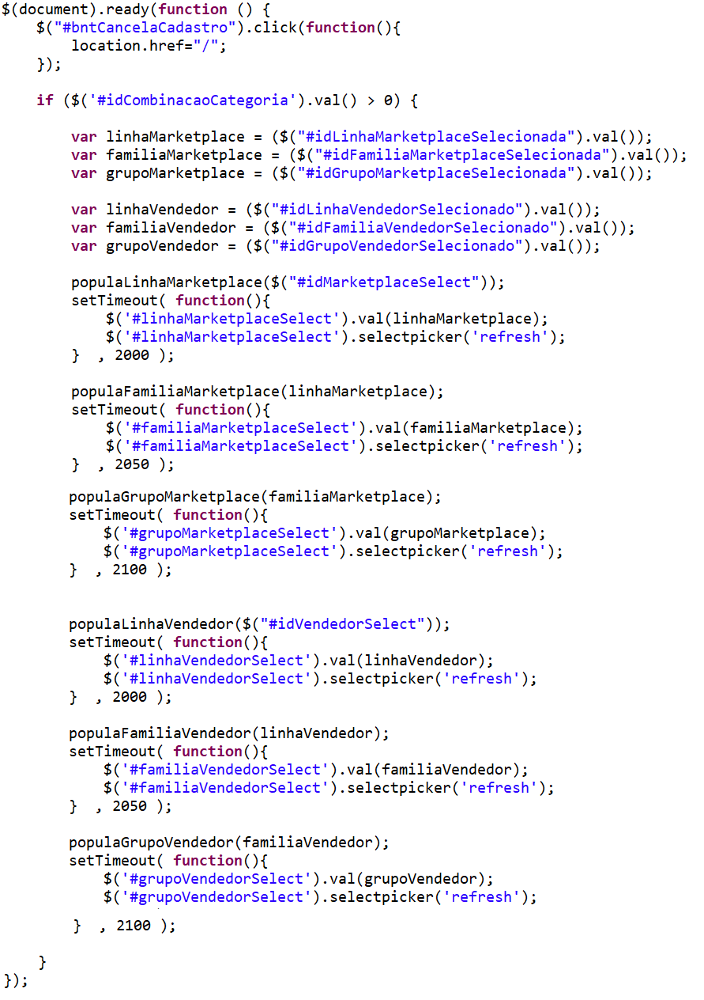 $(document).ready(function () {
    $("#bntCancelaCadastro").click(function(){
        location.href="/";
    });

    if ($('#idCombinacaoCategoria').val() > 0) {

        var linhaMarketplace = ($("#idLinhaMarketplaceSelecionada").val());
        var familiaMarketplace = ($("#idFamiliaMarketplaceSelecionada").val());
        var grupoMarketplace = ($("#idGrupoMarketplaceSelecionada").val());

        var linhaVendedor = ($("#idLinhaVendedorSelecionado").val());
        var familiaVendedor = ($("#idFamiliaVendedorSelecionado").val());
        var grupoVendedor = ($("#idGrupoVendedorSelecionado").val());

        populaLinhaMarketplace($("#idMarketplaceSelect"));
        setTimeout( function(){
            $('#linhaMarketplaceSelect').val(linhaMarketplace);
            $('#linhaMarketplaceSelect').selectpicker('refresh');
        }  , 2000 );

        populaFamiliaMarketplace(linhaMarketplace);
        setTimeout( function(){
            $('#familiaMarketplaceSelect').val(familiaMarketplace);
            $('#familiaMarketplaceSelect').selectpicker('refresh');
        }  , 2050 );

        populaGrupoMarketplace(familiaMarketplace);
        setTimeout( function(){
            $('#grupoMarketplaceSelect').val(grupoMarketplace);
            $('#grupoMarketplaceSelect').selectpicker('refresh');
        }  , 2100 );

        populaLinhaVendedor($("#idVendedorSelect"));
        setTimeout( function(){
            $('#linhaVendedorSelect').val(linhaVendedor);
            $('#linhaVendedorSelect').selectpicker('refresh');
        }  , 2000 );

        populaFamiliaVendedor(linhaVendedor);
        setTimeout( function(){
            $('#familiaVendedorSelect').val(familiaVendedor);
            $('#familiaVendedorSelect').selectpicker('refresh');
        }  , 2050 );

        populaGrupoVendedor(familiaVendedor);
        setTimeout( function(){
            $('#grupoVendedorSelect').val(grupoVendedor);
            $('#grupoVendedorSelect').selectpicker('refresh');

        }  , 2100 );

    }
});